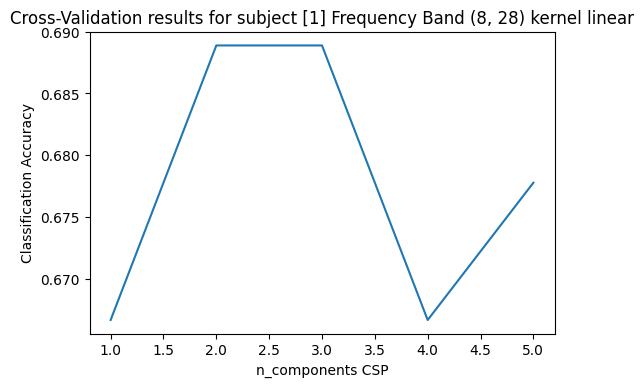 Cross-Validation results for subject [1] Frequency Band (8, 28) kernel linear
0.690
0.685
0.680
0.675
0.670
Classification Accuracy
1.0 1.5 2.0 2.5 3.0 3.5 4.0 4.5 5.0
n_components CSP